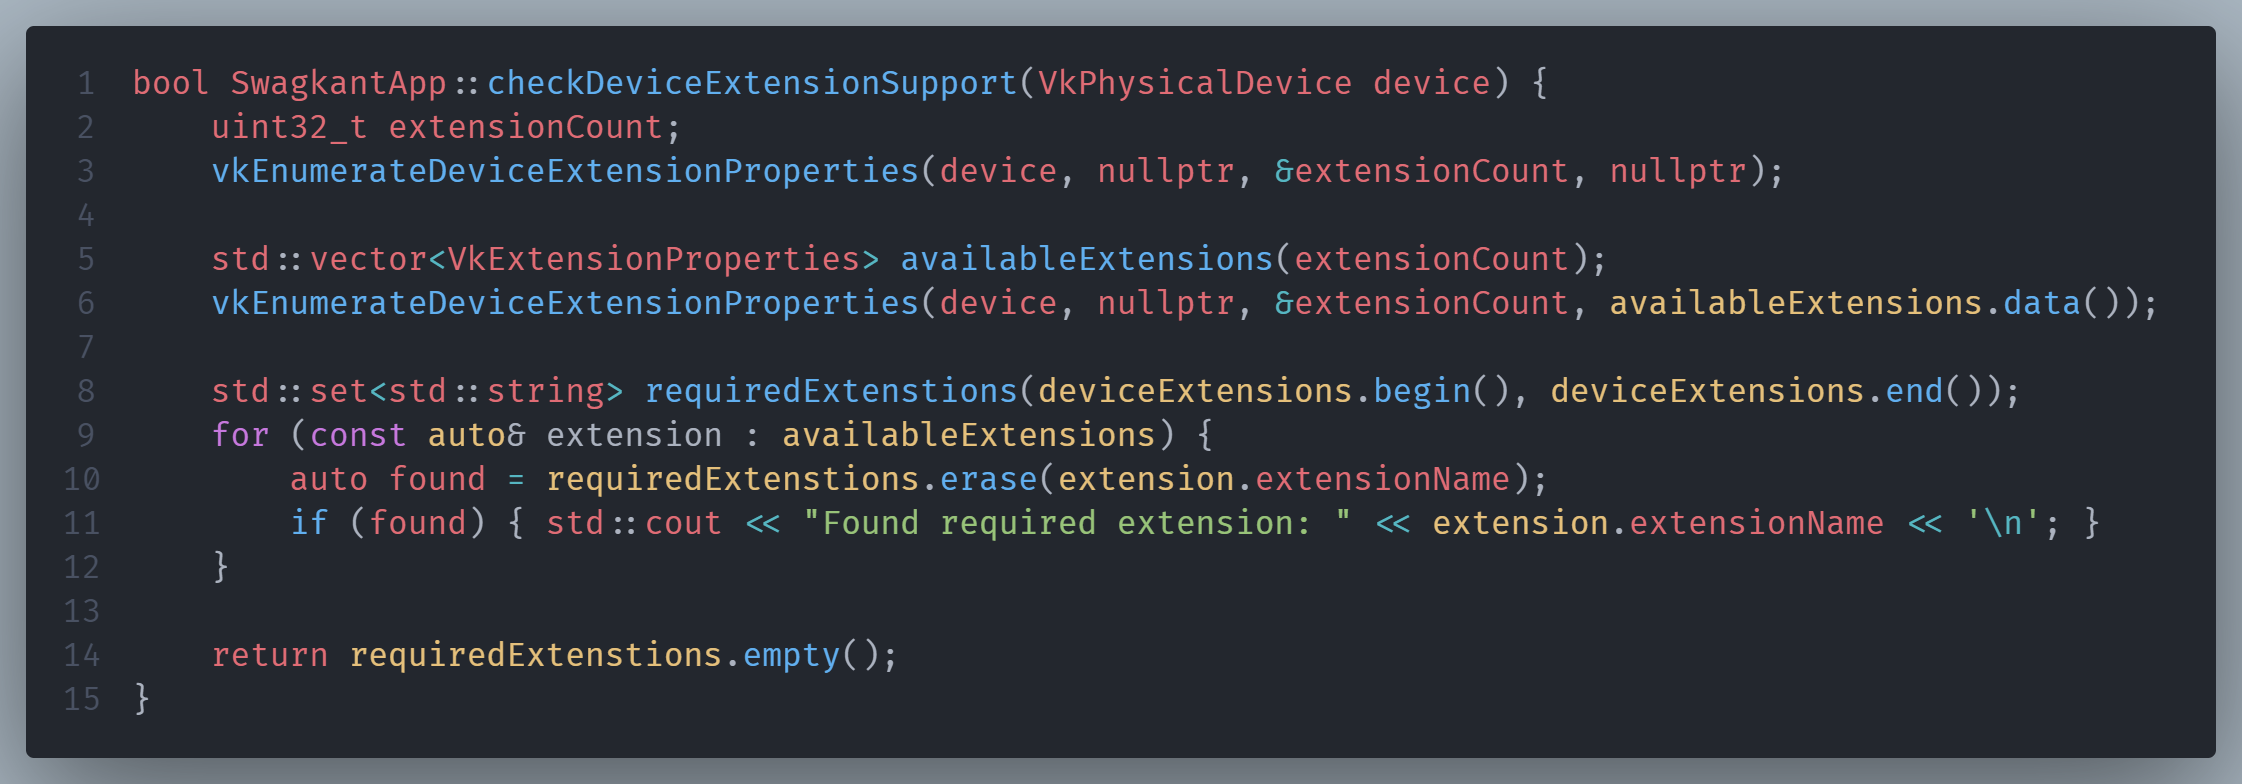 1 bool SwagkantApp::checkDeviceExtensionSupport(VkPhysicalDevice device) {
2     uint32_t extensionCount;
3     vkEnumerateDeviceExtensionProperties(device, nullptr, &extensionCount, nullptr);
4
5     std::vector<VkExtensionProperties> availableExtensions(extensionCount);
6     vkEnumerateDeviceExtensionProperties(device, nullptr, &extensionCount, availableExtensions.data());
7
8     std::set<std::string> requiredExtenstions(deviceExtensions.begin(), deviceExtensions.end());
9     for (const auto& extension : availableExtensions) {
10         auto found = requiredExtenstions.erase(extension.extensionName);
11         if (found) { std::cout << "Found required extension: " << extension.extensionName << '\n'; }
12     }
13
14     return requiredExtenstions.empty();
15 }